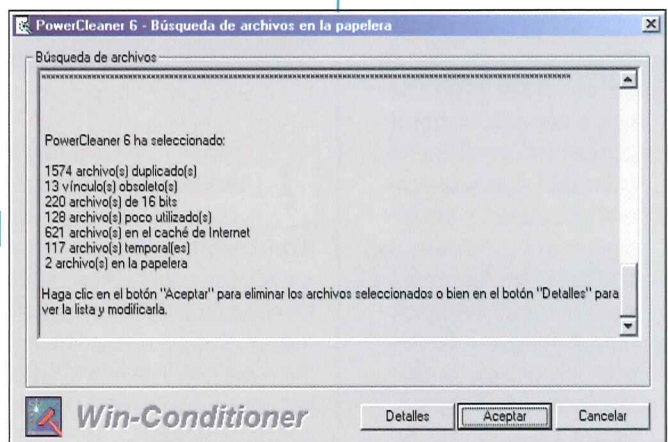 PowerCleaner 6 - Búsqueda de archivos en la papelera
Búsqueda de archivos
PowerCleaner 6 ha seleccionado:
1574 archivo(s) duplicado(s)
13 vínculo(s) obsoleto(s)
220 archivo(s) de 16 bits
128 archivo(s) poco utilizado(s)
621 archivo(s) en el caché de Internet
117 archivo(s) temporal(es)
2 archivo(s) en la papelera
Haga clic en el botón "Aceptar" para eliminar los archivos seleccionados o bien en el botón "Detalles" para
ver la lista y modificarla.
Win-Conditioner
Detalles Aceptar Cancelar